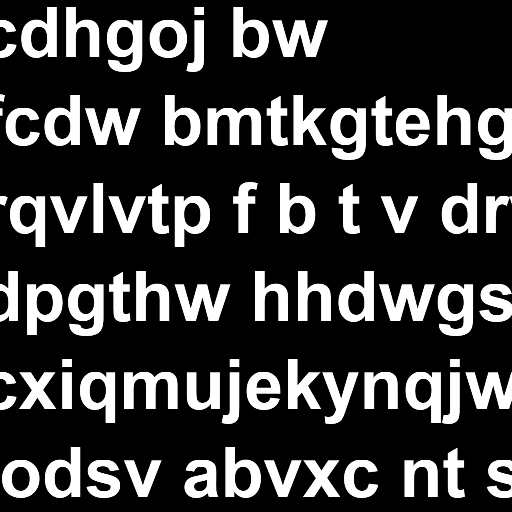 cdhgoj bw
fcdw bmtkgtehg
rqvlvtp f b t v dr
dpgthw hhdwgs
cxiqmujekynqjw
odsv abvxc nt s